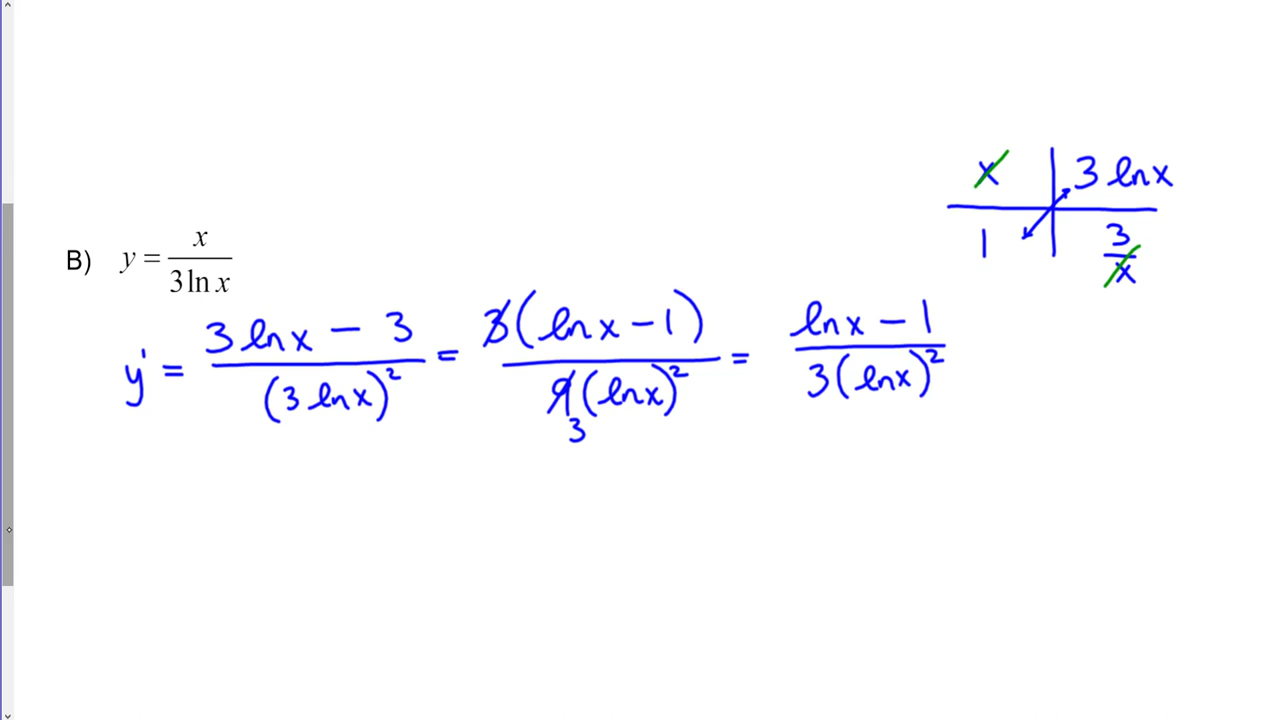 x | 3 ln x
1 | 3/x
B) y = x / (3 ln x)
y' = (3 ln x − 3) / (3 ln x)² = 3(ln x − 1) / 9(ln x)² = (ln x − 1) / 3(ln x)²
3